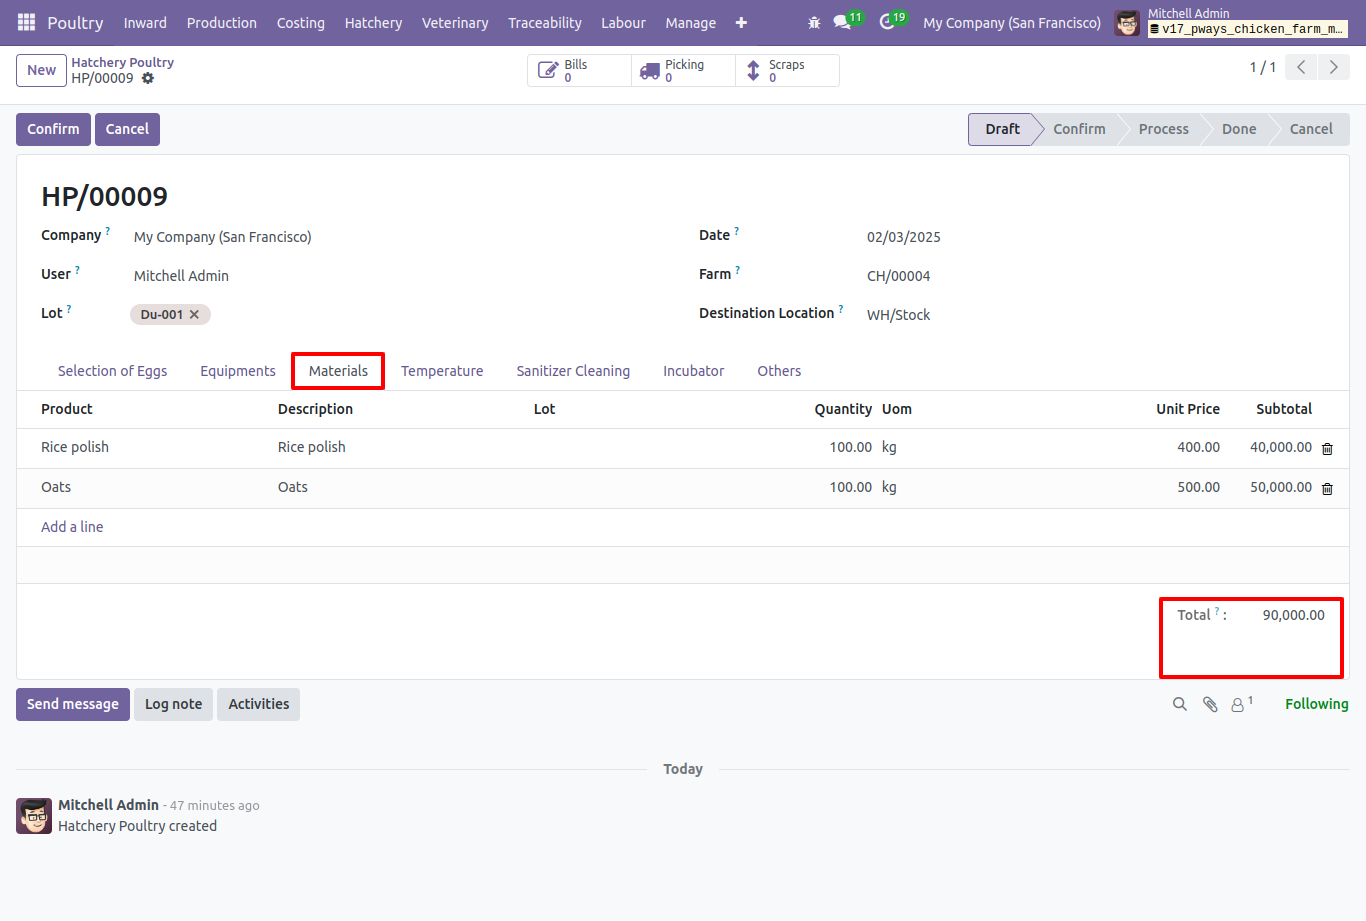 Poultry Inward Production Costing Hatchery Veterinary Traceability Labour Manage 11 19 My Company (San Francisco) Mitchell Admin
v17_pways_chicken_farm_m...
New Hatchery Poultry
HP/00009
Bills 0 Picking 0 Scraps 0
1 / 1
Confirm Cancel Draft Confirm Process Done Cancel
HP/00009
Company ? My Company (San Francisco) Date ? 02/03/2025
User ? Mitchell Admin Farm ? CH/00004
Lot ? Du-001 Destination Location ? WH/Stock
Selection of Eggs Equipments Materials Temperature Sanitizer Cleaning Incubator Others
Product Description Lot Quantity Uom Unit Price Subtotal
Rice polish Rice polish 100.00 kg 400.00 40,000.00
Oats Oats 100.00 kg 500.00 50,000.00
Add a line
Total ? : 90,000.00
Send message Log note Activities 1 Following
Today
Mitchell Admin - 47 minutes ago
Hatchery Poultry created